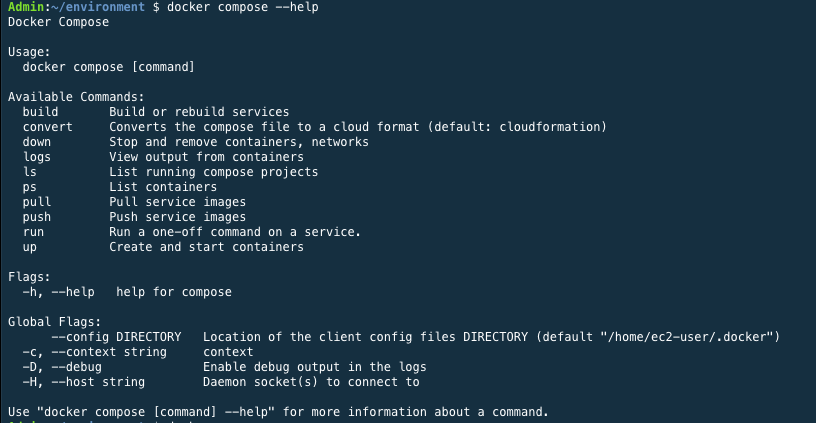 Admin:~/environment $ docker compose --help
Docker Compose

Usage:
  docker compose [command]

Available Commands:
  build       Build or rebuild services
  convert     Converts the compose file to a cloud format (default: cloudformation)
  down        Stop and remove containers, networks
  logs        View output from containers
  ls          List running compose projects
  ps          List containers
  pull        Pull service images
  push        Push service images
  run         Run a one-off command on a service.
  up          Create and start containers

Flags:
  -h, --help   help for compose

Global Flags:
      --config DIRECTORY   Location of the client config files DIRECTORY (default "/home/ec2-user/.docker")
  -c, --context string     context
  -D, --debug              Enable debug output in the logs
  -H, --host string        Daemon socket(s) to connect to

Use "docker compose [command] --help" for more information about a command.